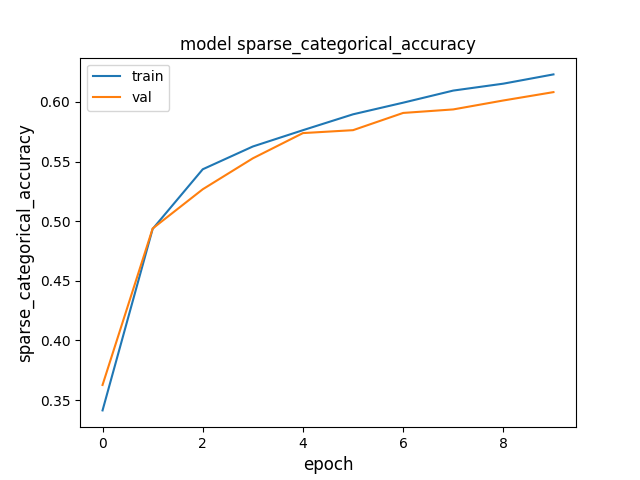 model sparse_categorical_accuracy
train
val
sparse_categorical_accuracy
0.60
0.55
0.50
0.45
0.40
0.35
0
2
4
6
8
epoch